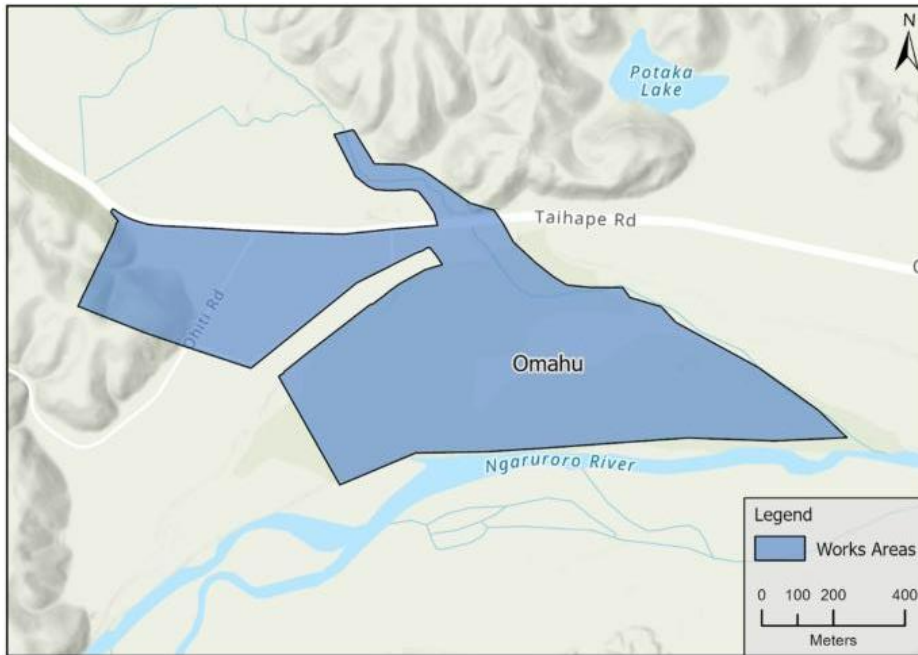 N
Potaka
Lake
Taihape Rd
Ohiti Rd
Omahu
Ngaruroro River
Legend
Works Areas
0 100 200 400
Meters